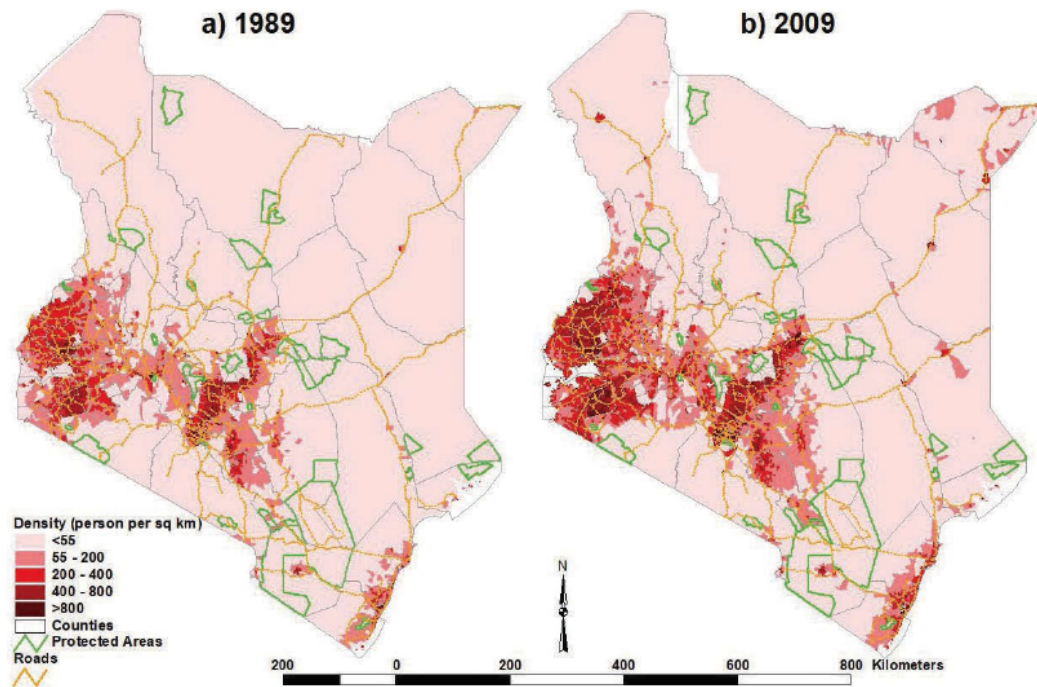 a) 1989
b) 2009
Density (person per sq km)
<55
55 - 200
200 - 400
400 - 800
>800
Counties
Protected Areas
Roads
N
200 0 200 400 600 800 Kilometers